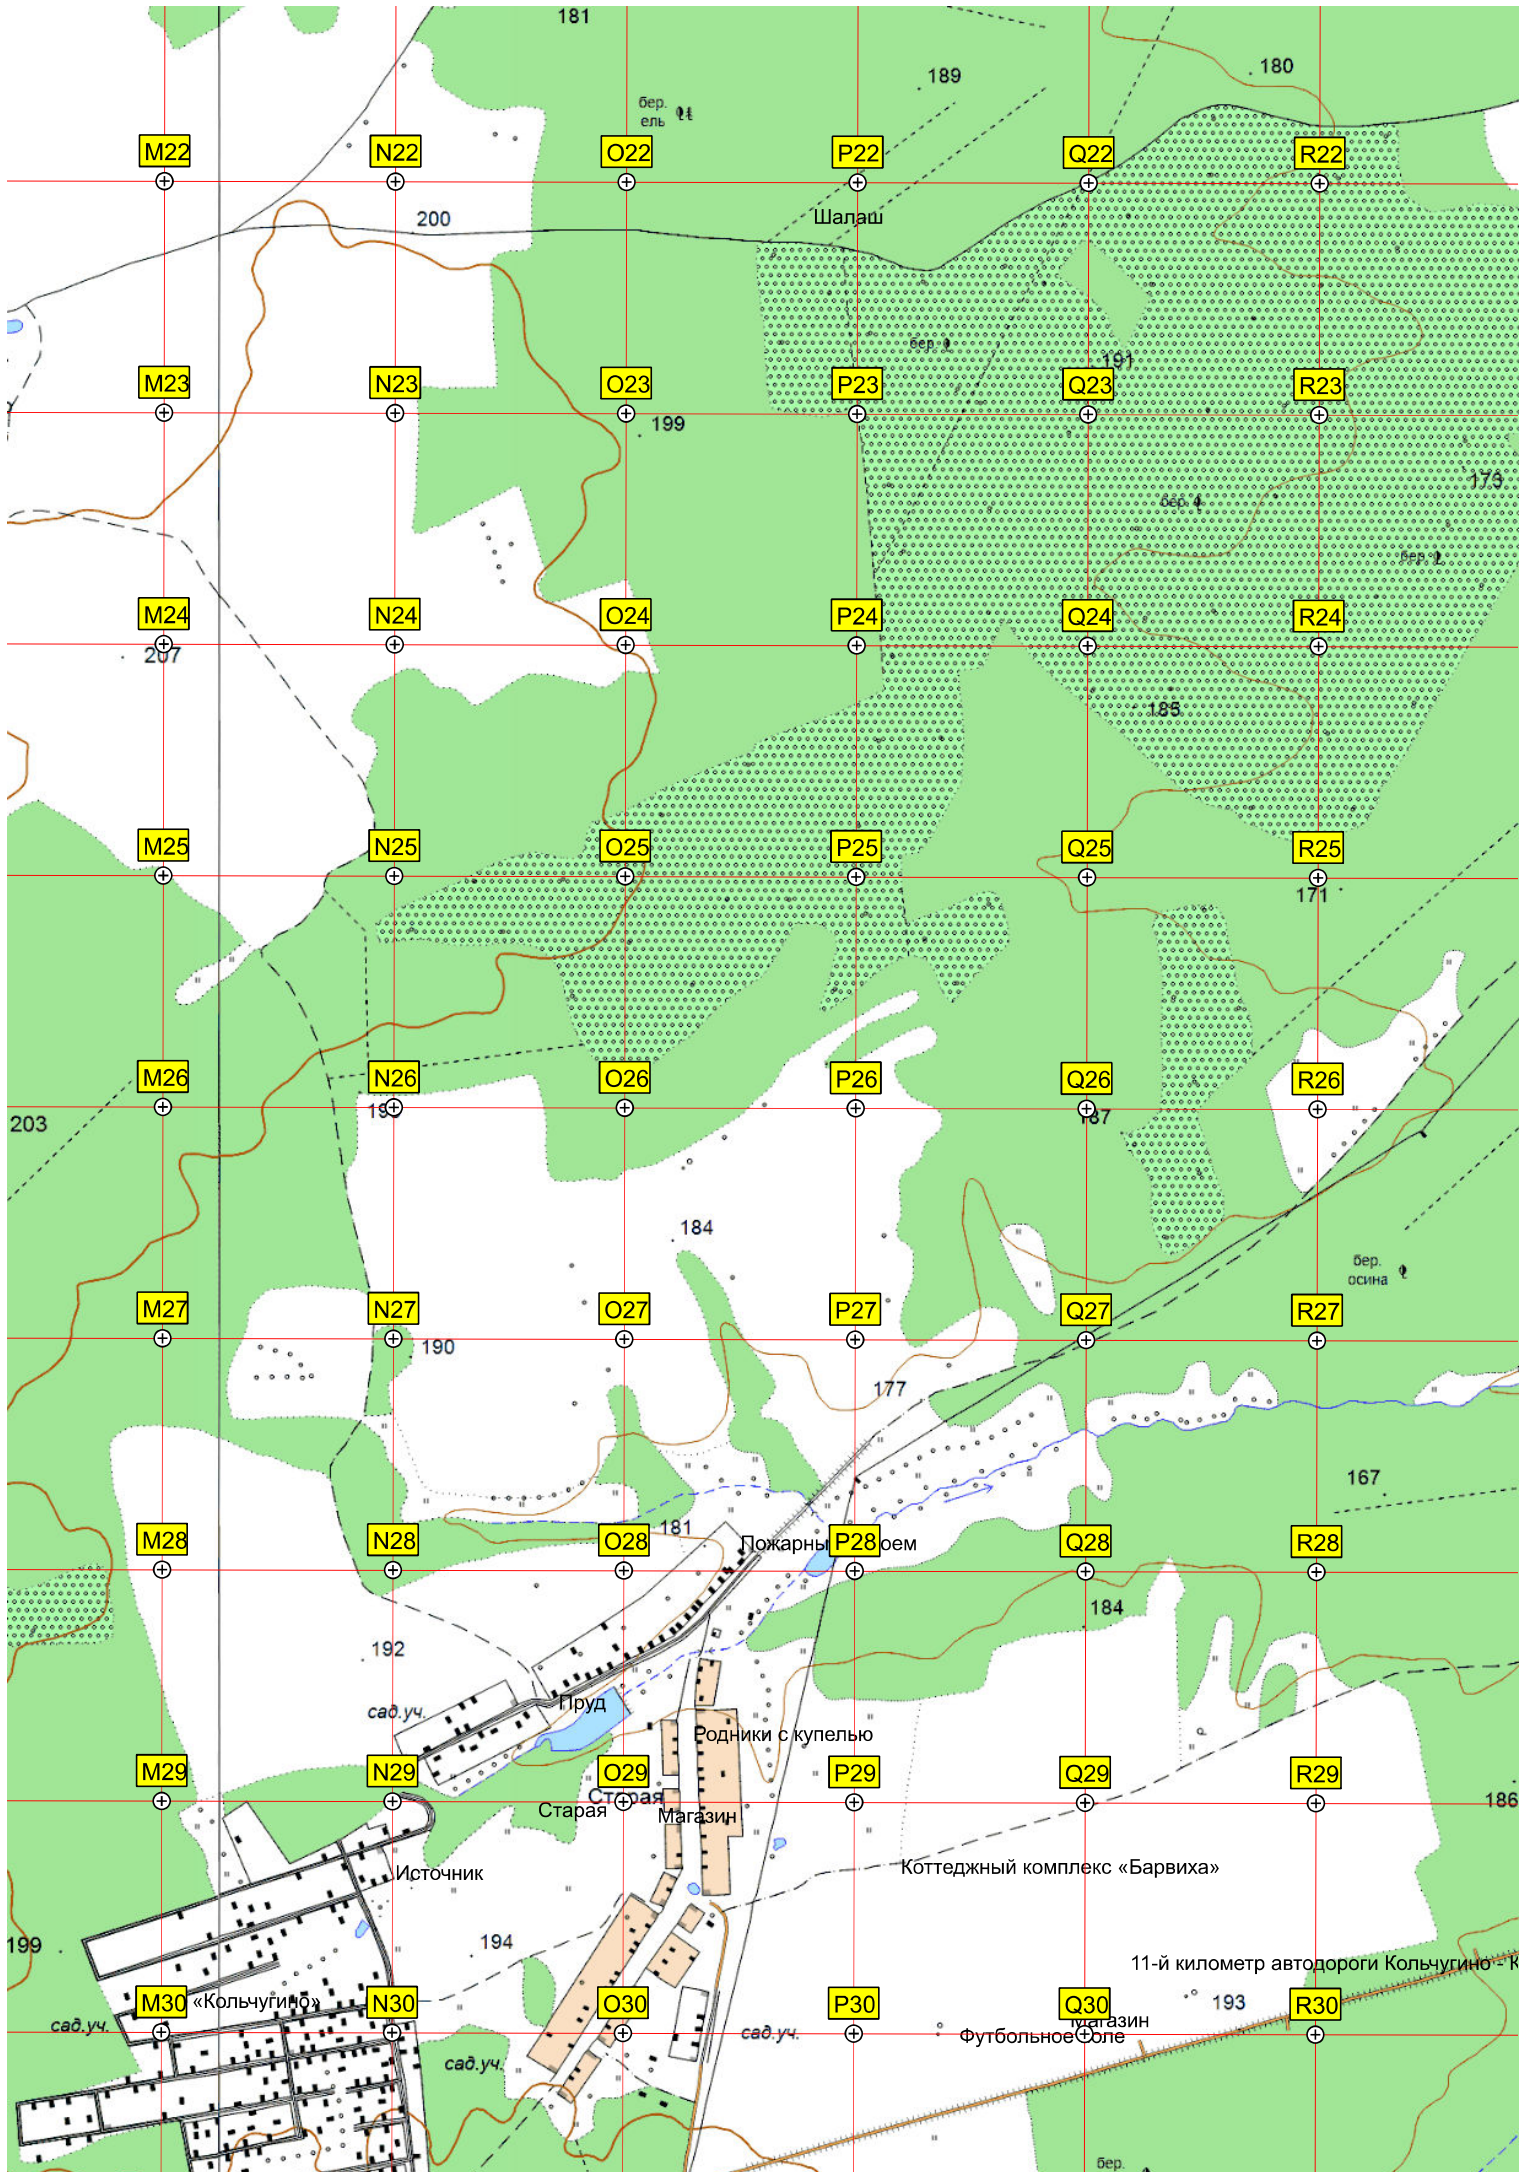 181
189
180
бер.
ель
M22
N22
O22
P22
Q22
R22
200
Шалаш
бер.
191
M23
N23
O23
P23
Q23
R23
199
173
бер.
бер.
M24
N24
O24
P24
Q24
R24
207
185
M25
N25
O25
P25
Q25
R25
171
M26
N26
O26
P26
Q26
R26
203
187
184
бер.
осина
M27
N27
O27
P27
Q27
R27
190
177
167
181
M28
N28
O28
P28
Q28
R28
184
192
сад.уч.
Пруд
Родники с купелью
M29
N29
O29
P29
Q29
R29
Старая
186
Старая
Магазин
Коттеджный комплекс «Барвиха»
Источник
199
194
11-й километр автодороги Кольчугино - К
M30
«Кольчугино»
N30
O30
P30
Q30
193
R30
сад.уч.
сад.уч.
Магазин
Футбольное поле
сад.уч.
бер.